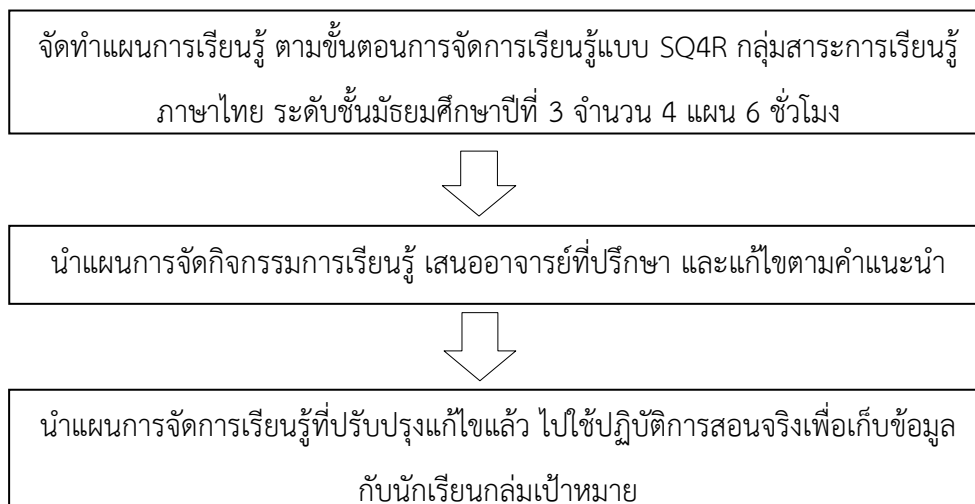 จัดทำแผนการเรียนรู้ ตามขั้นตอนการจัดการเรียนรู้แบบ SQ4R กลุ่มสาระการเรียนรู้
ภาษาไทย ระดับชั้นมัธยมศึกษาปีที่ 3 จำนวน 4 แผน 6 ชั่วโมง
นำแผนการจัดกิจกรรมการเรียนรู้ เสนออาจารย์ที่ปรึกษา และแก้ไขตามคำแนะนำ
นำแผนการจัดการเรียนรู้ที่ปรับปรุงแก้ไขแล้ว ไปใช้ปฏิบัติการสอนจริงเพื่อเก็บข้อมูล
กับนักเรียนกลุ่มเป้าหมาย